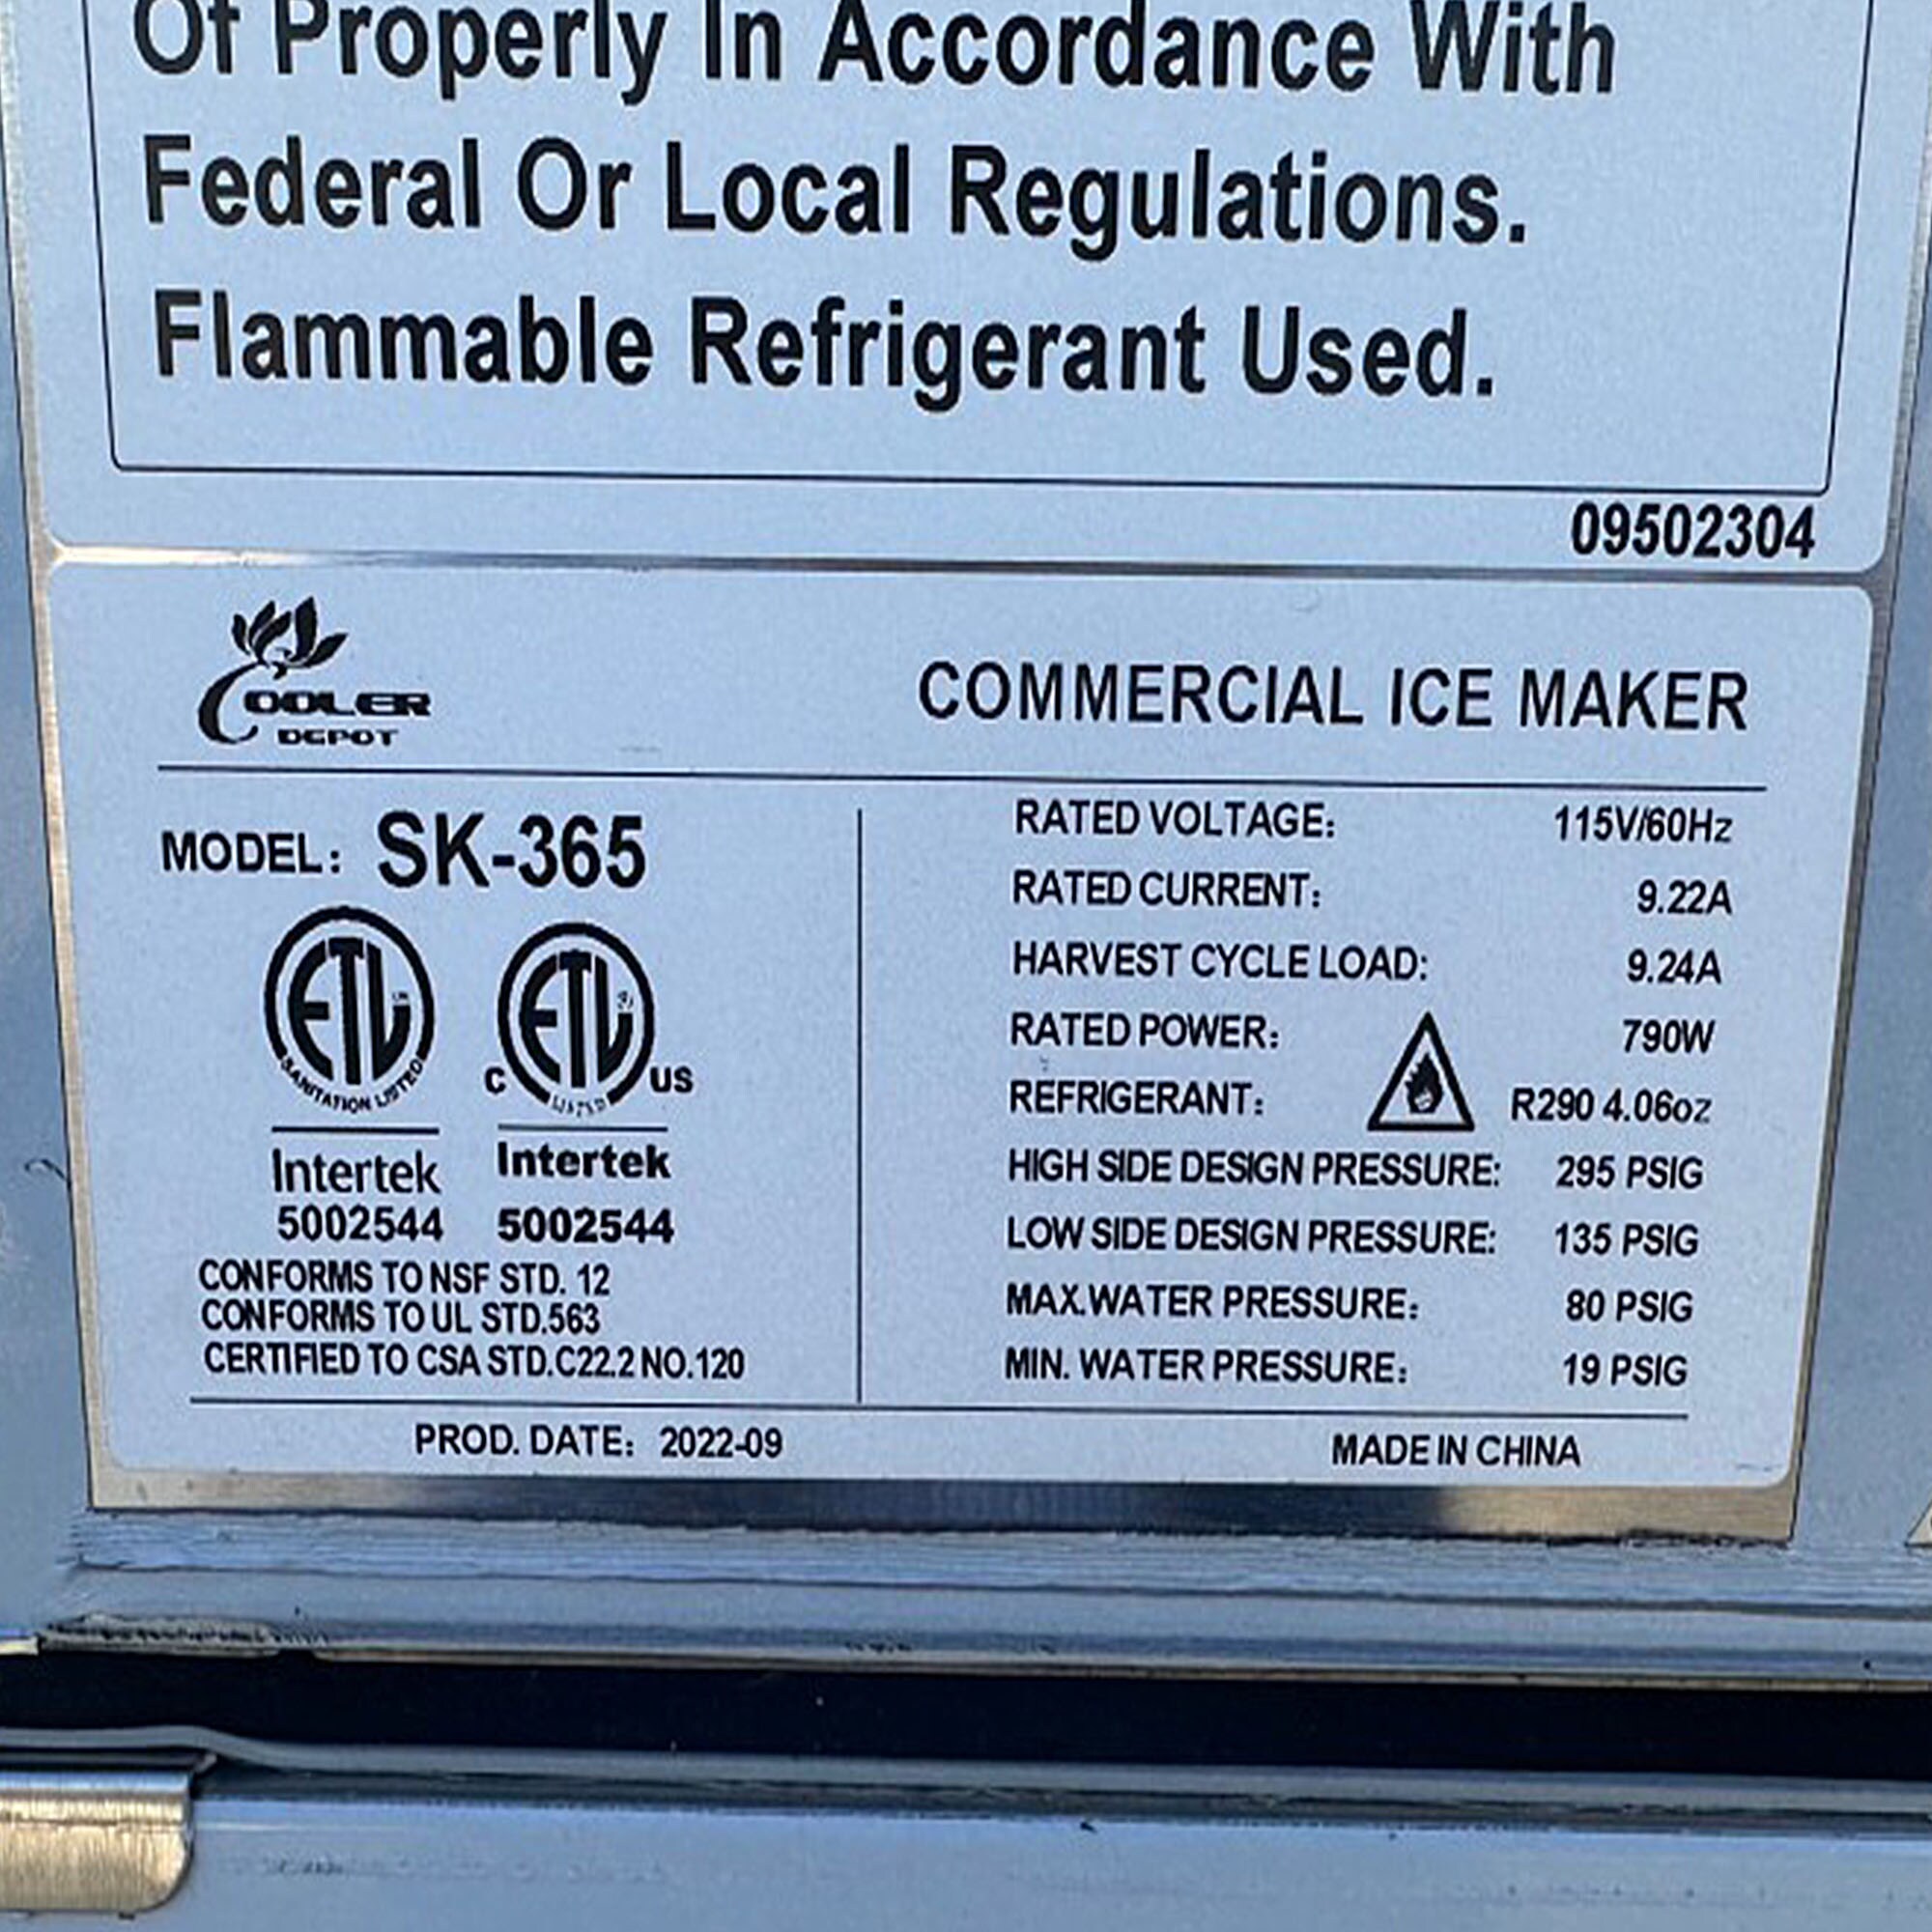 Of Properly In Accordance With
Federal Or Local Regulations.
Flammable Refrigerant Used.
09502304
COOLER
DEPOT
COMMERCIAL ICE MAKER
MODEL: SK-365
ETL
SANITATION LISTED
Intertek
5002544
C ETL US
LISTED
Intertek
5002544
CONFORMS TO NSF STD. 12
CONFORMS TO UL STD.563
CERTIFIED TO CSA STD.C22.2 NO.120
RATED VOLTAGE: 115V/60Hz
RATED CURRENT: 9.22A
HARVEST CYCLE LOAD: 9.24A
RATED POWER: 790W
REFRIGERANT: R290 4.06oz
HIGH SIDE DESIGN PRESSURE: 295 PSIG
LOW SIDE DESIGN PRESSURE: 135 PSIG
MAX.WATER PRESSURE: 80 PSIG
MIN. WATER PRESSURE: 19 PSIG
PROD. DATE: 2022-09
MADE IN CHINA